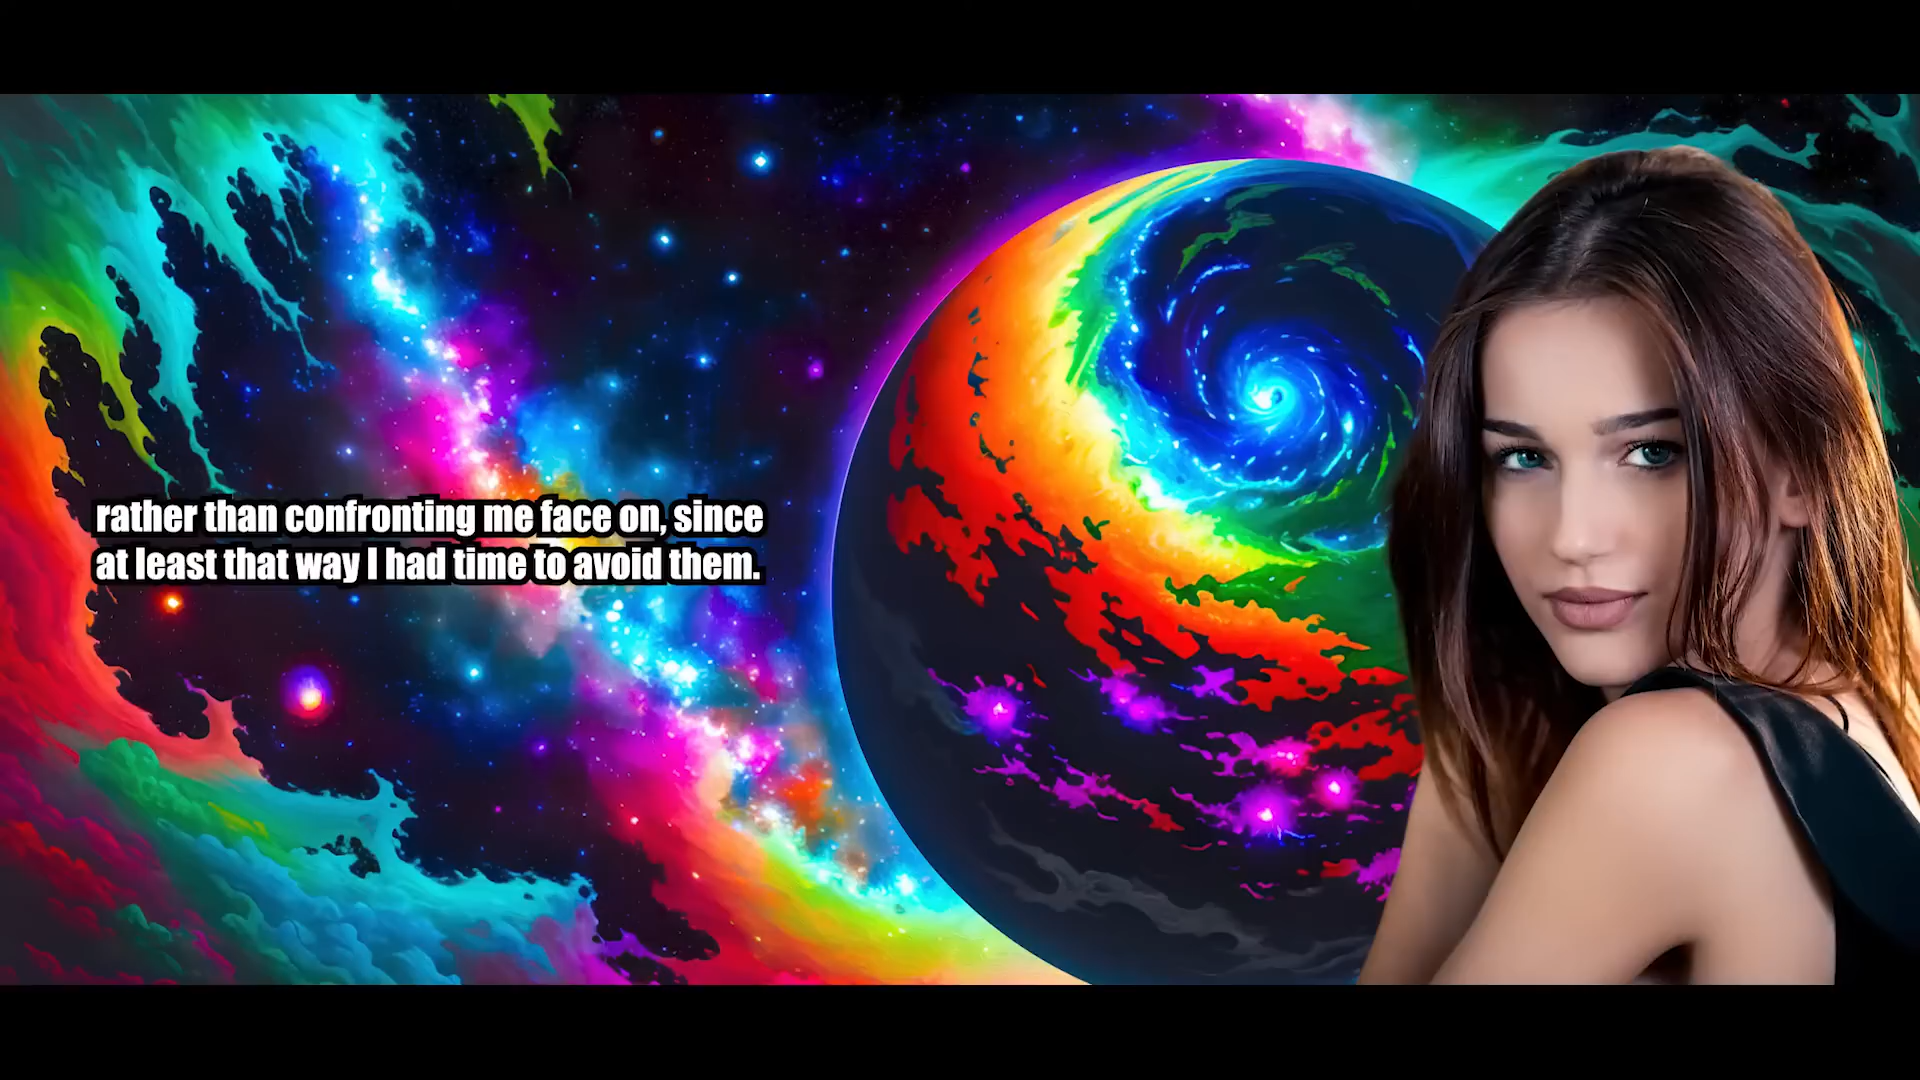 rather than confronting me face on, since
at least that way I had time to avoid them.